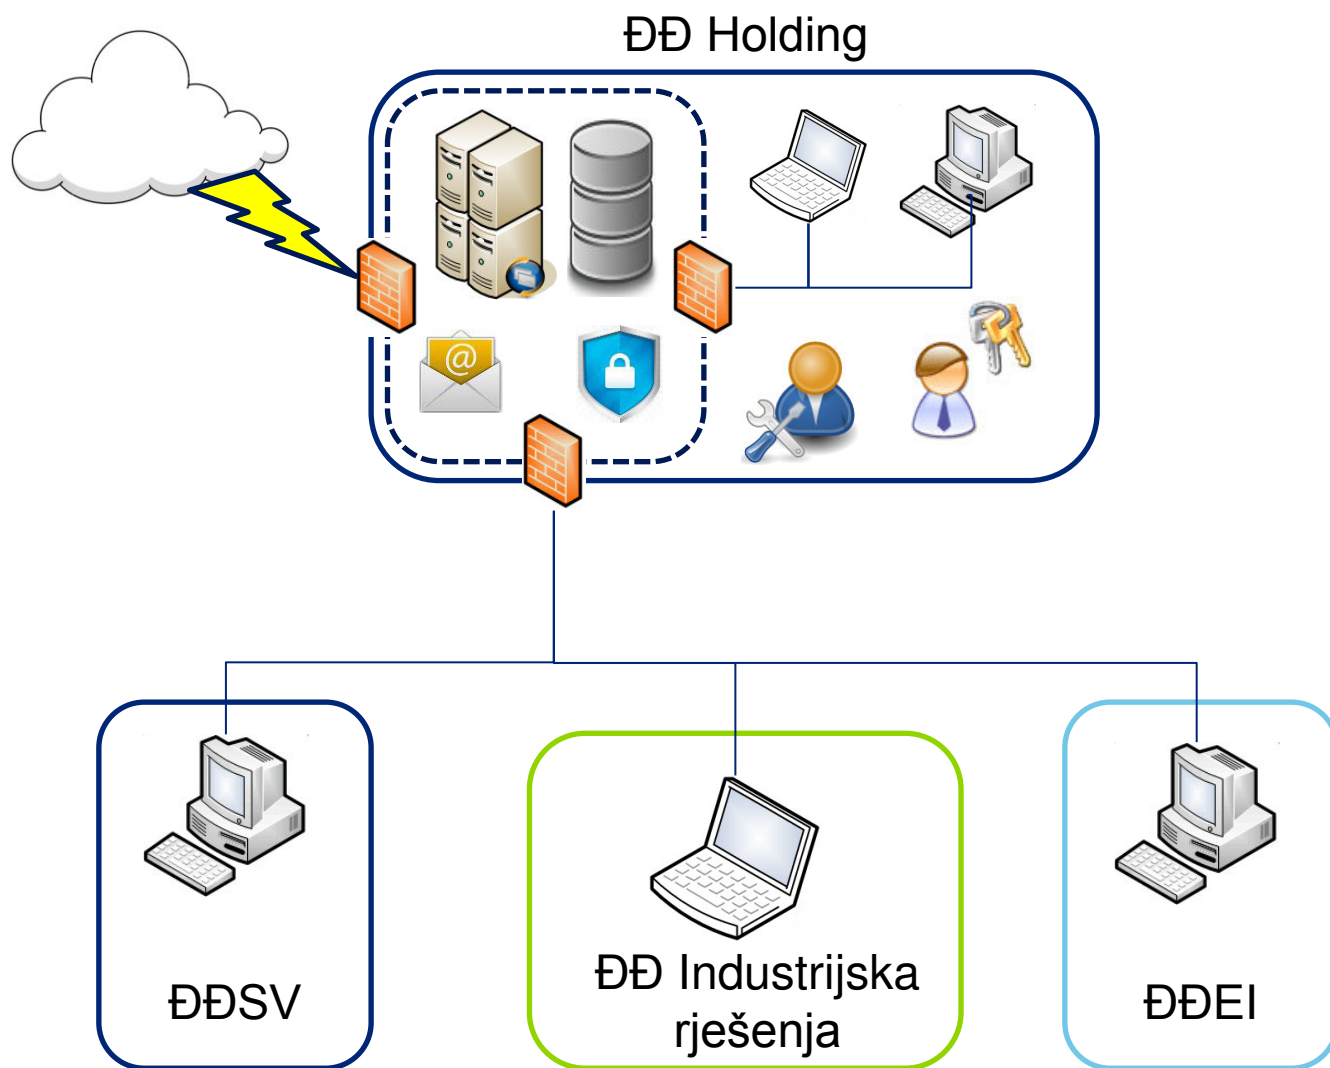 ĐĐ Holding
@
ĐĐSV
ĐĐ Industrijska
rješenja
ĐĐEI